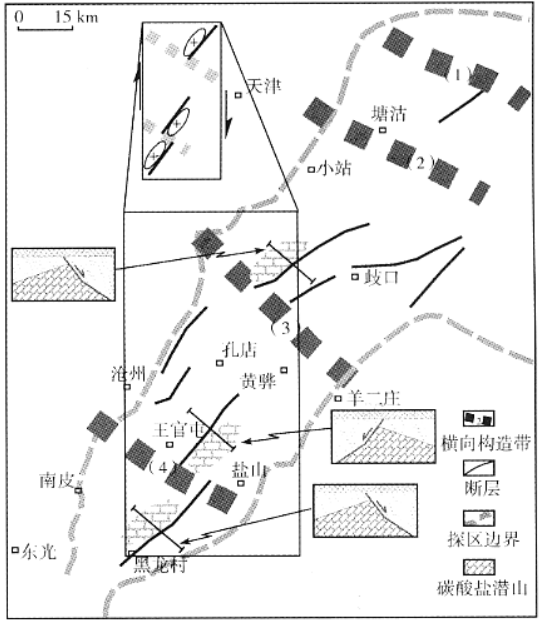 0 15 km
天津
(1)
塘沽
(2)
小站
歧口
(3)
孔店
沧州
黄骅
羊二庄
王官屯
(4)
盐山
南皮
东光
黑龙村
横向构造带
断层
探区边界
碳酸盐潜山